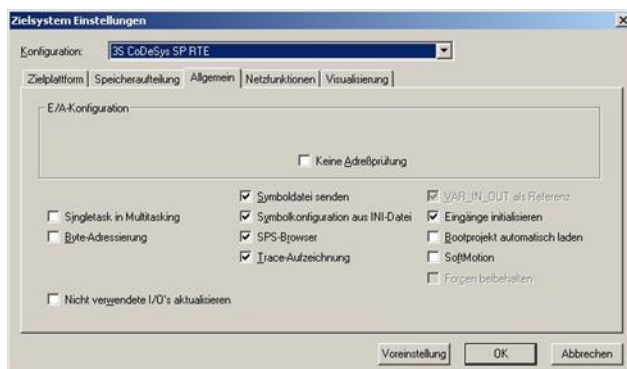 Zielsystem Einstellungen
Konfiguration: 3S CoDeSys SP RTE
Zielplattform Speicheraufteilung Allgemein Netzfunktionen Visualisierung
E/A-Konfiguration
Keine Adreßprüfung
Symboldatei senden VAR_IN_OUT als Referenz
Singletask in Multitasking Symbolkonfiguration aus INI-Datei Eingänge initialisieren
Byte-Adressierung SPS-Browser Bootprojekt automatisch laden
Trace-Aufzeichnung SoftMotion
Forcen beibehalten
Nicht verwendete I/O's aktualisieren
Voreinstellung OK Abbrechen